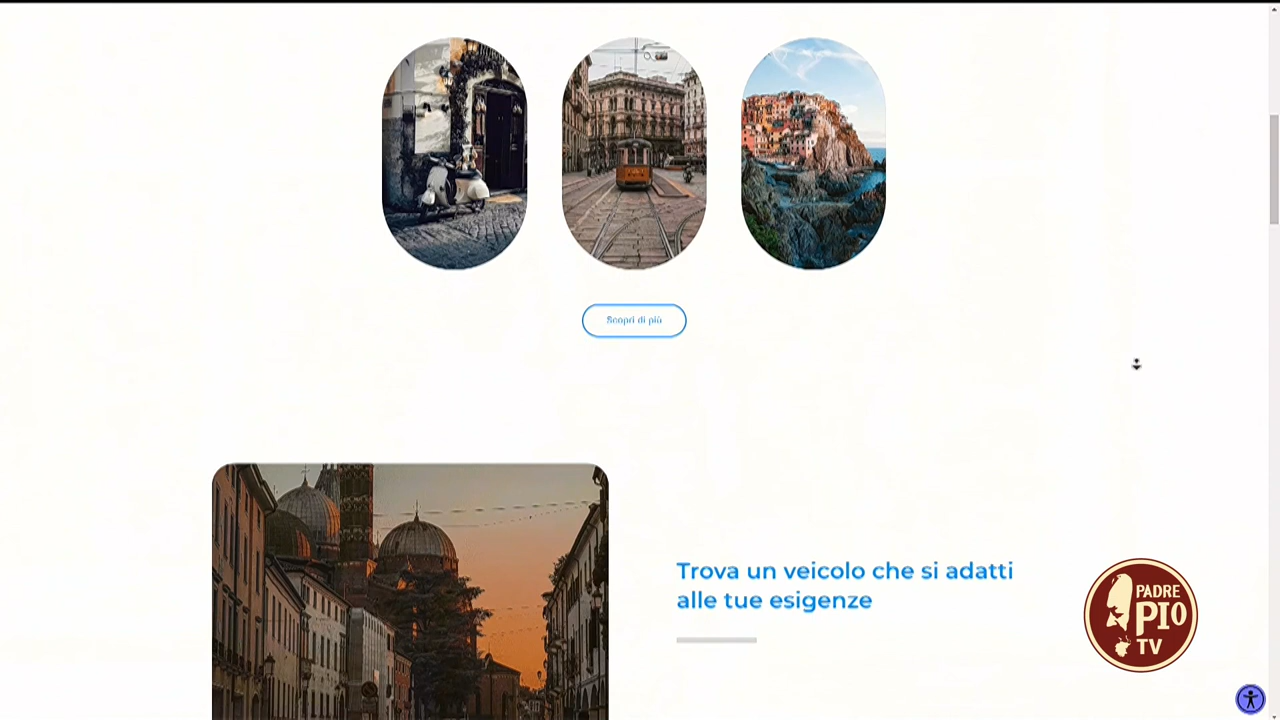 Scopri di più
Trova un veicolo che si adatti
alle tue esigenze
PADRE
PIO
TV